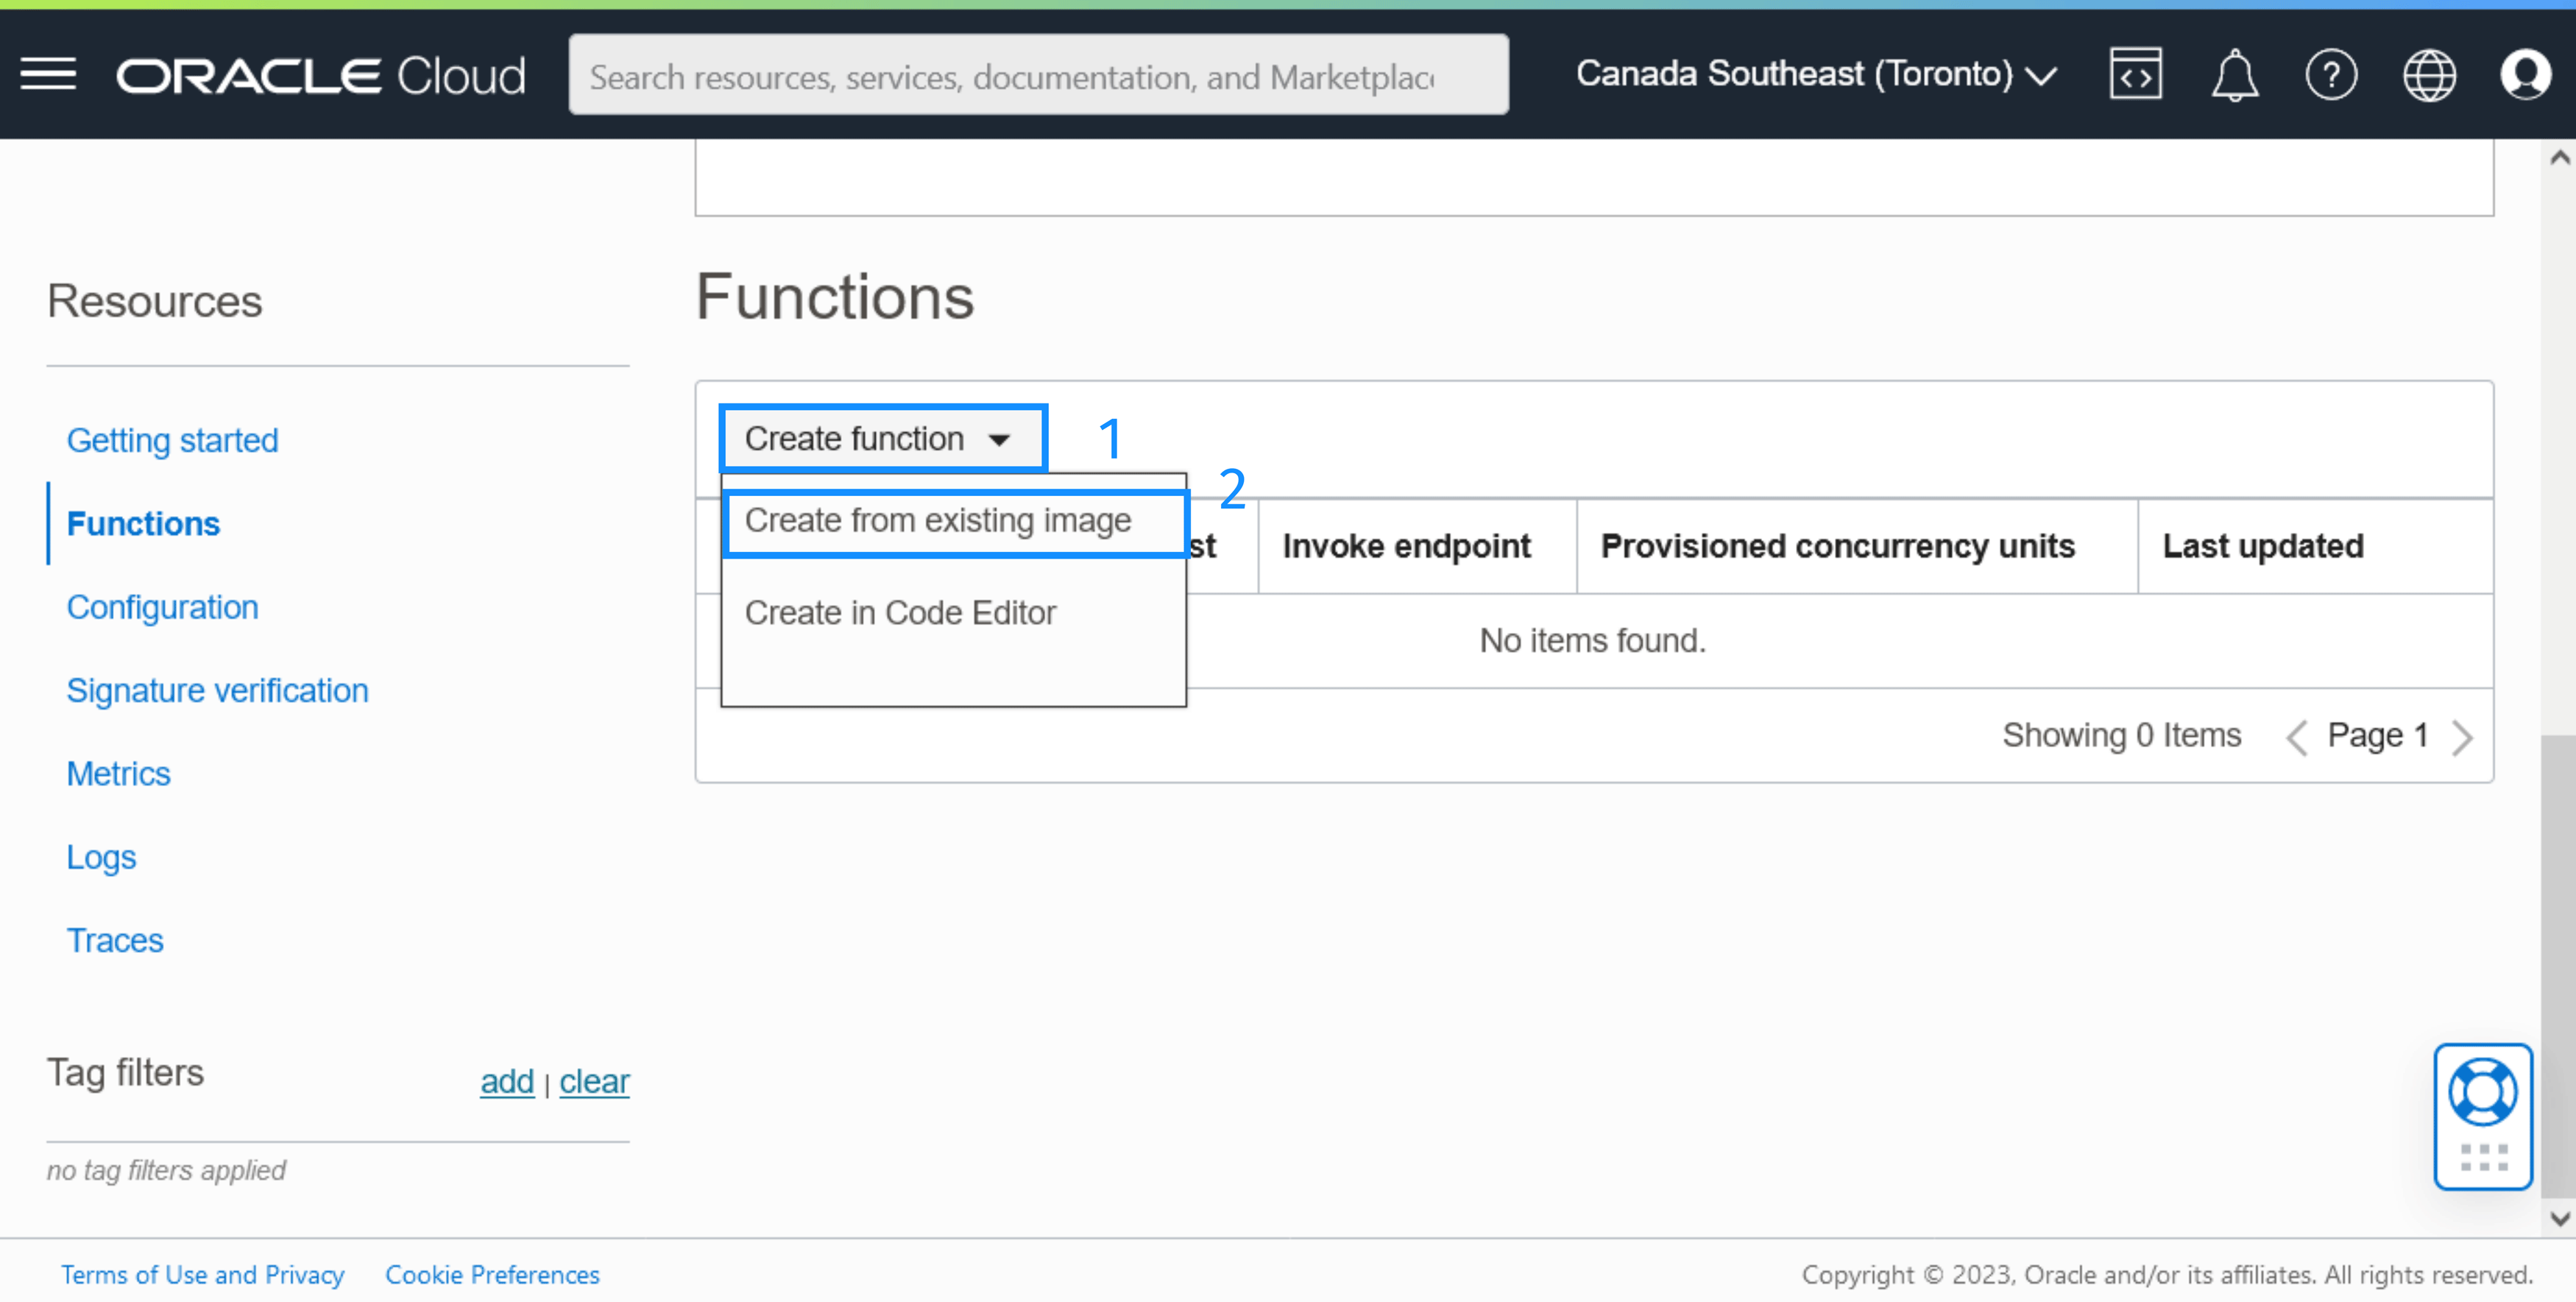 ORACLE Cloud
Search resources, services, documentation, and Marketplace
Canada Southeast (Toronto)
Resources
Getting started
Functions
Configuration
Signature verification
Metrics
Logs
Traces
Tag filters
add | clear
no tag filters applied
Functions
Create function 1
2
Create from existing image
Create in Code Editor
st Invoke endpoint Provisioned concurrency units Last updated
No items found.
Showing 0 Items Page 1
Terms of Use and Privacy Cookie Preferences
Copyright © 2023, Oracle and/or its affiliates. All rights reserved.